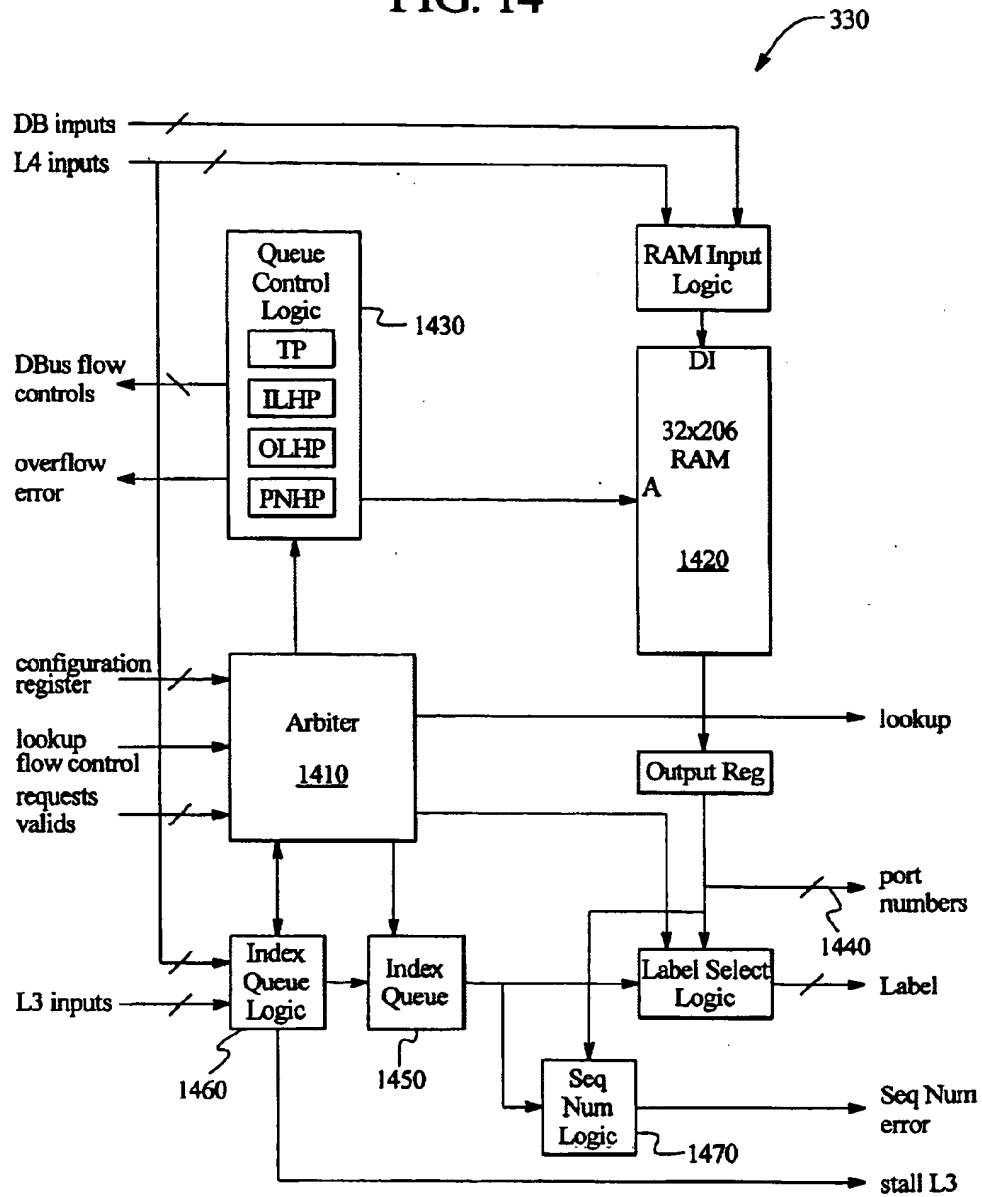 FIG. 14
330
DB inputs
L4 inputs
RAM Input
Logic
Queue
Control
Logic
1430
TP
ILHP
OLHP
PNHP
DBus flow
controls
overflow
error
DI
32x206
RAM
A
1420
configuration
register
lookup
flow control
requests
valids
Arbiter
1410
lookup
Output Reg
port
numbers
1440
Index
Queue
Logic
Index
Queue
Label Select
Logic
Label
L3 inputs
1460
1450
Seq
Num
Logic
1470
Seq Num
error
stall L3